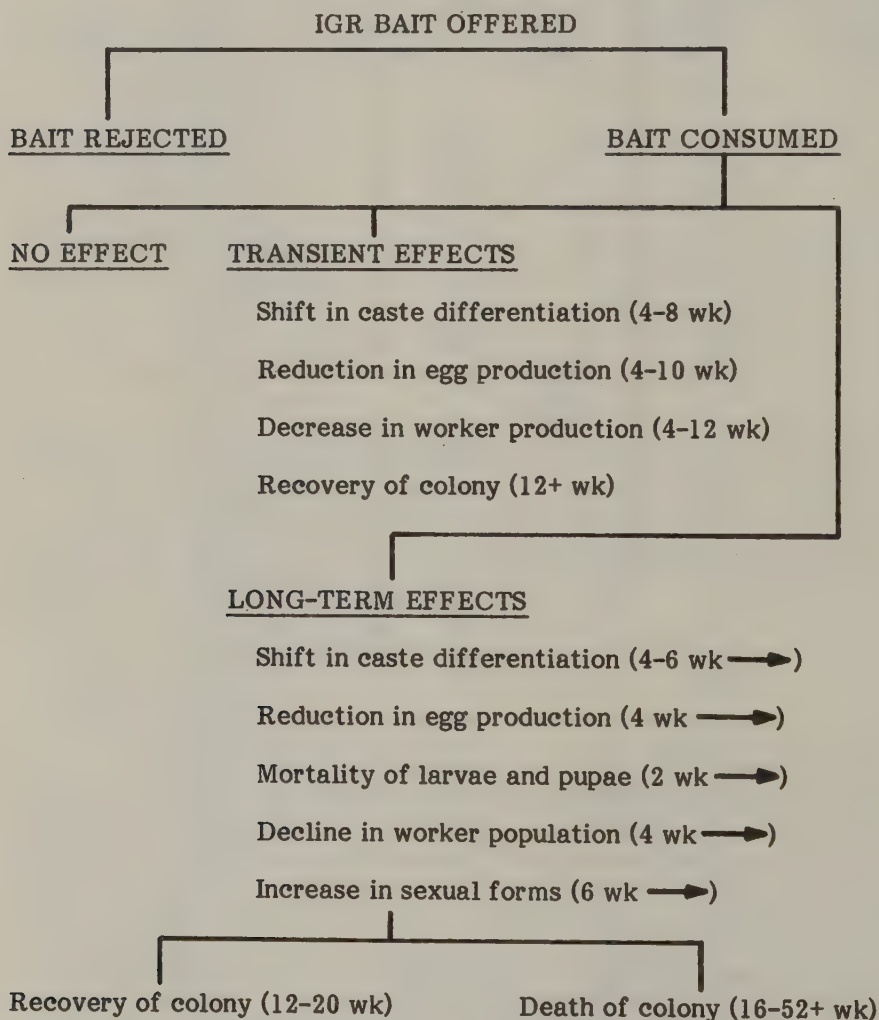 IGR BAIT OFFERED
BAIT REJECTED
BAIT CONSUMED
NO EFFECT
TRANSIENT EFFECTS
Shift in caste differentiation (4-8 wk)
Reduction in egg production (4-10 wk)
Decrease in worker production (4-12 wk)
Recovery of colony (12+ wk)
LONG-TERM EFFECTS
Shift in caste differentiation (4-6 wk →)
Reduction in egg production (4 wk →)
Mortality of larvae and pupae (2 wk →)
Decline in worker population (4 wk →)
Increase in sexual forms (6 wk →)
Recovery of colony (12-20 wk)
Death of colony (16-52+ wk)